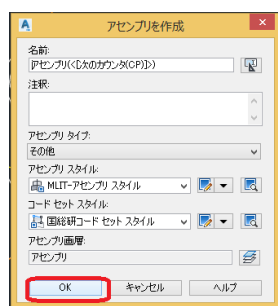 アセンブリを作成
名前:
アセンブリ(<[次のカウンタ(CP)]>)
注釈:
アセンブリ タイプ:
その他
アセンブリ スタイル:
MLIT-アセンブリ スタイル
コード セット スタイル:
国総研コード セット スタイル
アセンブリ画層:
アセンブリ
OK キャンセル ヘルプ